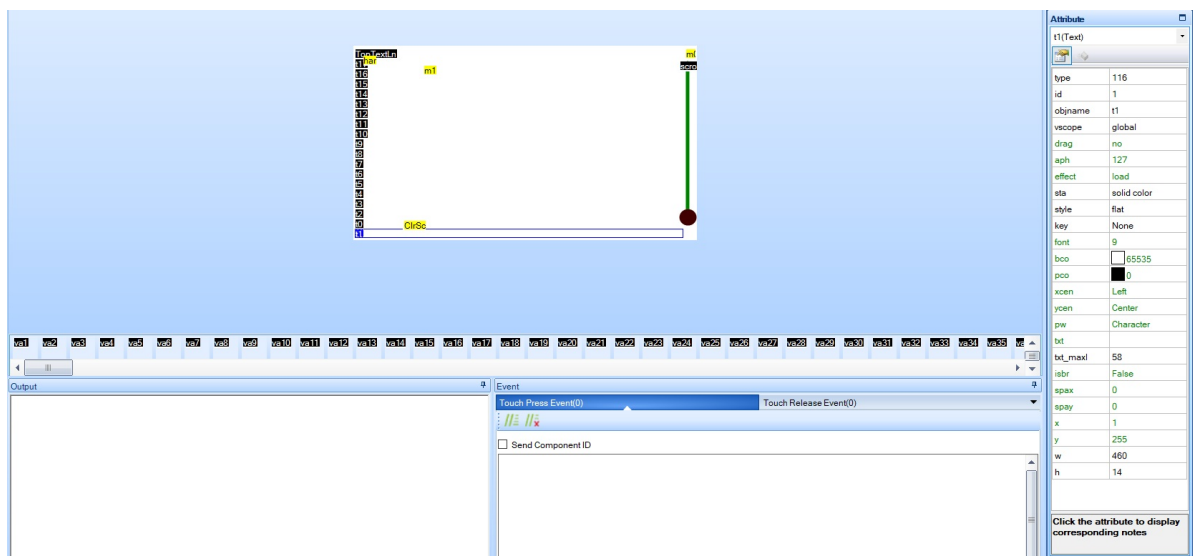 Attribute
t1(Text)
type 116
id 1
objname t1
vscope global
drag no
aph 127
effect load
sta solid color
style flat
key None
font 9
bco 65535
pco 0
xcen Left
ycen Center
pw Character
txt
txt_maxl 58
isbr False
spax 0
spay 0
x 1
y 255
w 460
h 14
Click the attribute to display
corresponding notes
TopTextLn
har
m1
scro
t16
t15
t14
t13
t12
t11
t10
t9
t8
t7
t6
t5
t4
t3
t2
t0
ClrSc
t1
va1 va2 va3 va4 va5 va6 va7 va8 va9 va10 va11 va12 va13 va14 va15 va16 va17 va18 va19 va20 va21 va22 va23 va24 va25 va26 va27 va28 va29 va30 va31 va32 va33 va34 va35
Output
Event
Touch Press Event(0) Touch Release Event(0)
Send Component ID